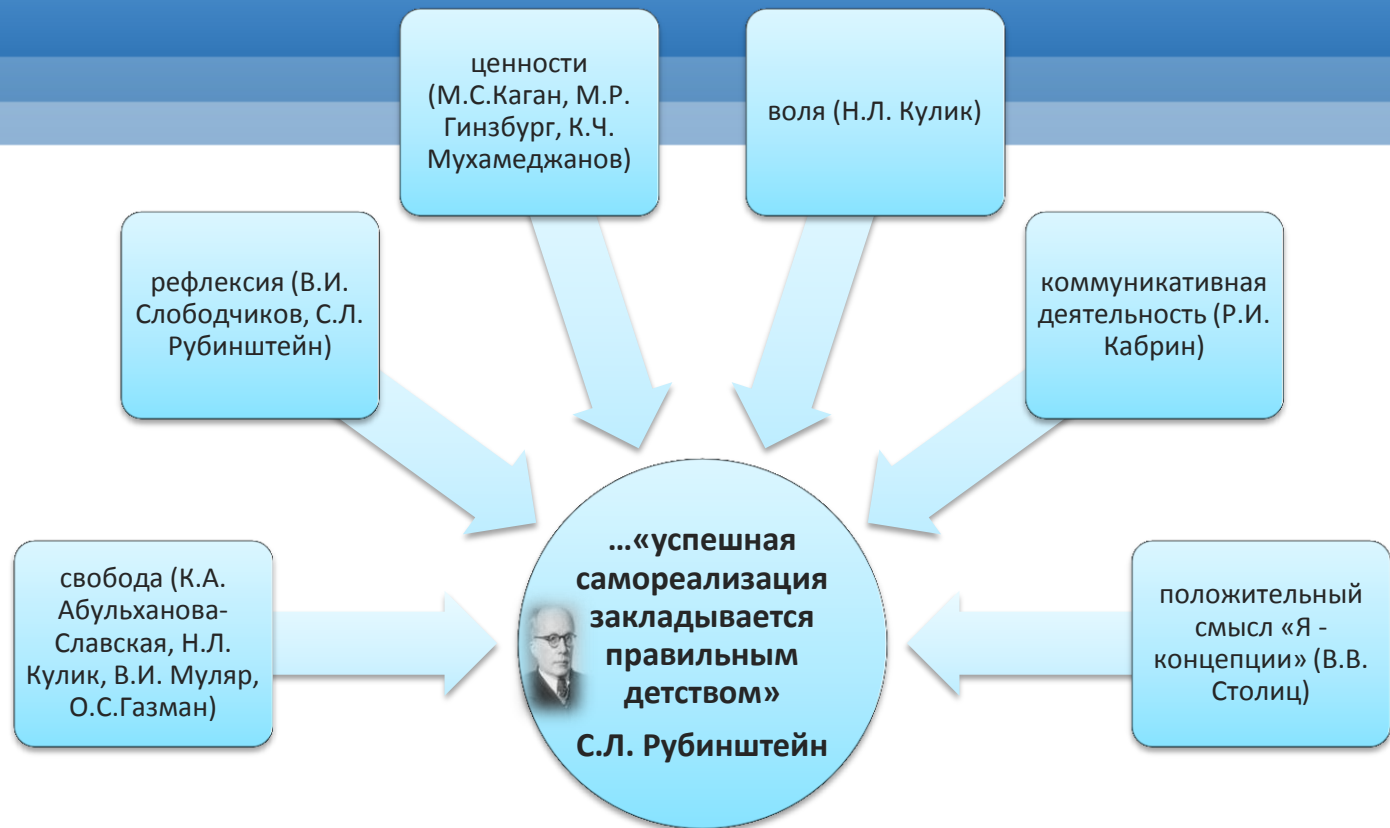 ценности
(М.С.Каган, М.Р.
Гинзбург, К.Ч.
Мухамеджанов)
воля (Н.Л. Кулик)
рефлексия (В.И.
Слободчиков, С.Л.
Рубинштейн)
коммуникативная
деятельность (Р.И.
Кабрин)
свобода (К.А.
Абульханова-
Славская, Н.Л.
Кулик, В.И. Муляр,
О.С.Газман)
…«успешная
самореализация
закладывается
правильным
детством»
С.Л. Рубинштейн
положительный
смысл «Я -
концепции» (В.В.
Столиц)